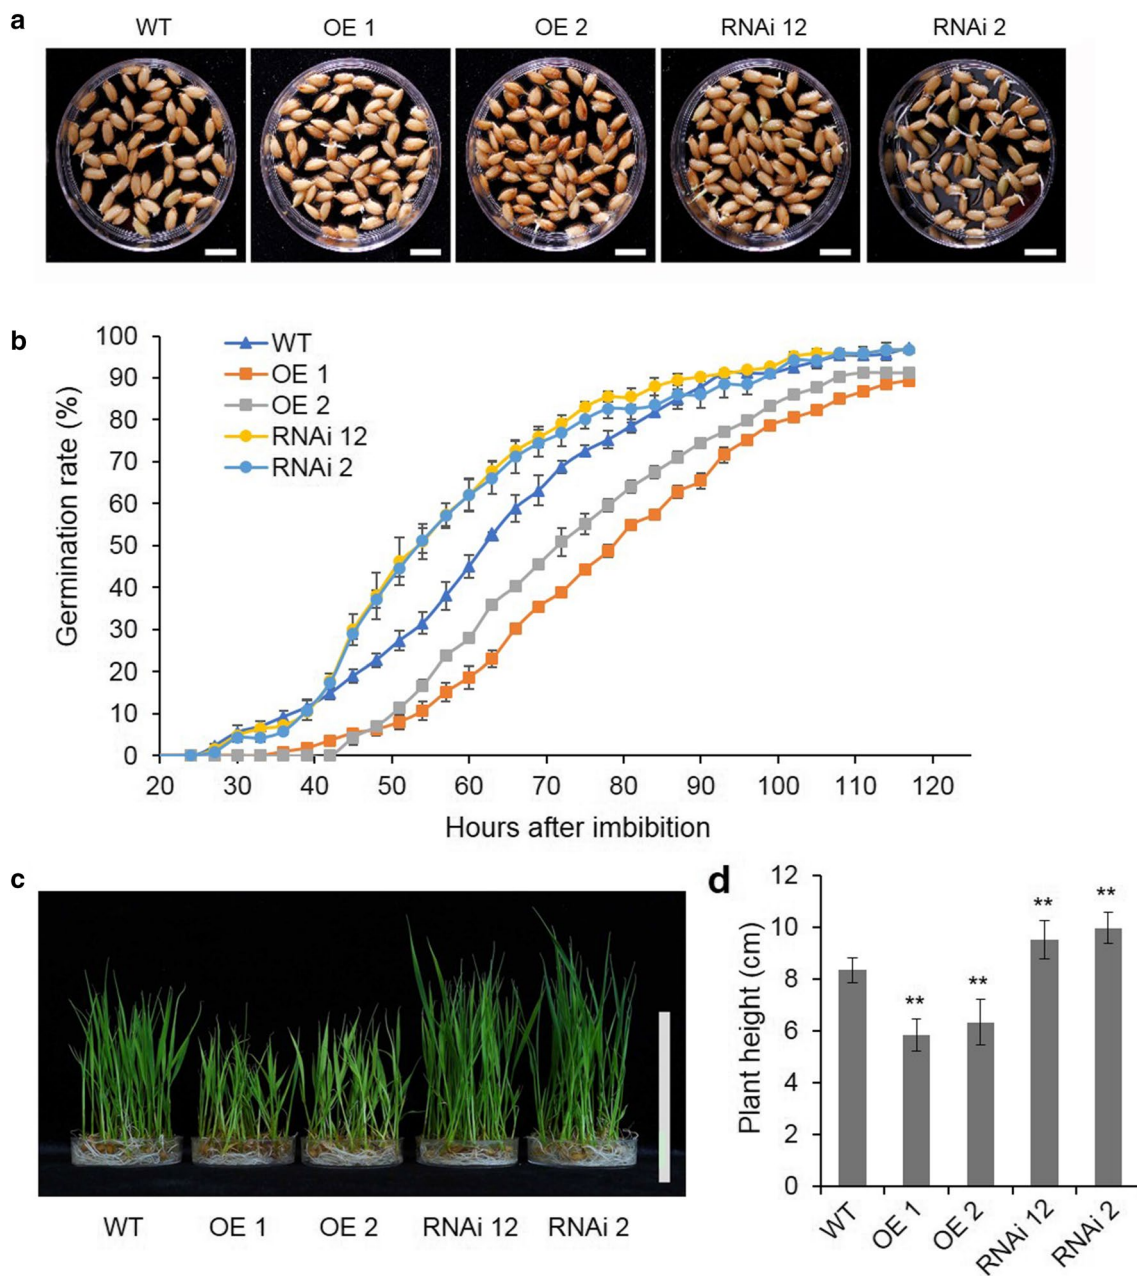 a
WT OE 1 OE 2 RNAi 12 RNAi 2
b
WT
OE 1
OE 2
RNAi 12
RNAi 2
Germination rate (%)
100
90
80
70
60
50
40
30
20
10
0
20 30 40 50 60 70 80 90 100 110 120
Hours after imbibition
c
WT OE 1 OE 2 RNAi 12 RNAi 2
d
Plant height (cm)
12
10
8
6
4
2
0
** ** ** **
WT OE 1 OE 2 RNAi 12 RNAi 2